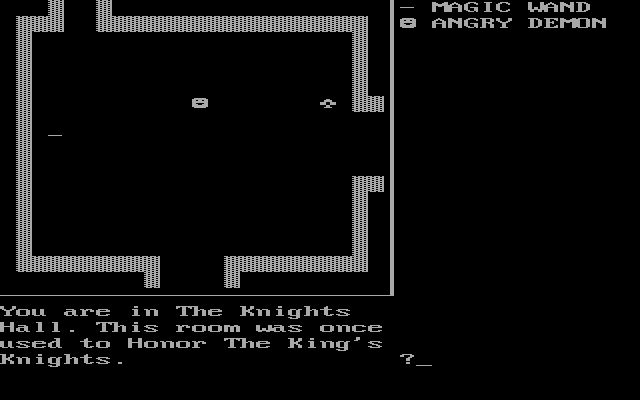 — MAGIC WAND
☻ ANGRY DEMON
You are in The Knights
Hall. This room was once
used to Honor The King's
Knights.
?_